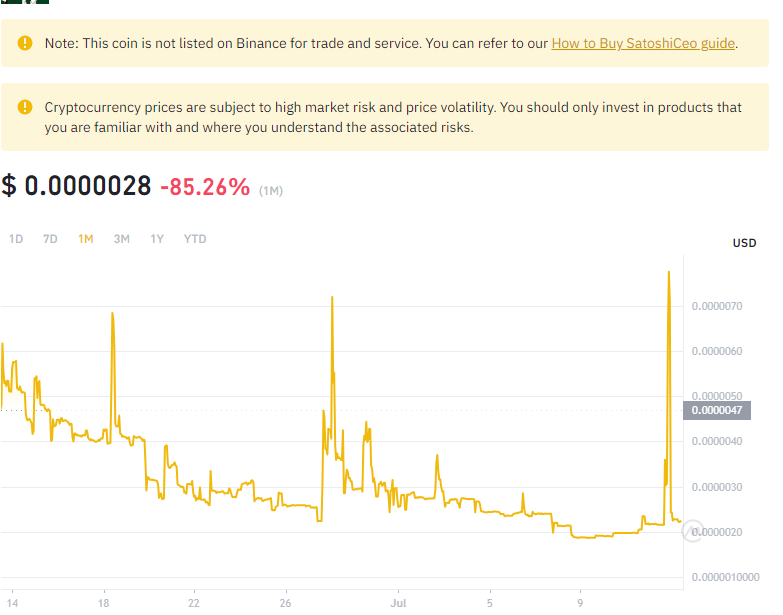 Note: This coin is not listed on Binance for trade and service. You can refer to our How to Buy SatoshiCeo guide.
Cryptocurrency prices are subject to high market risk and price volatility. You should only invest in products that
you are familiar with and where you understand the associated risks.
$ 0.0000028 -85.26% (1M)
1D 7D 1M 3M 1Y YTD
USD
0.0000070
0.0000060
0.0000050
0.0000047
0.0000040
0.0000030
0.0000020
0.0000010000
14 18 22 26 Jul 5 9